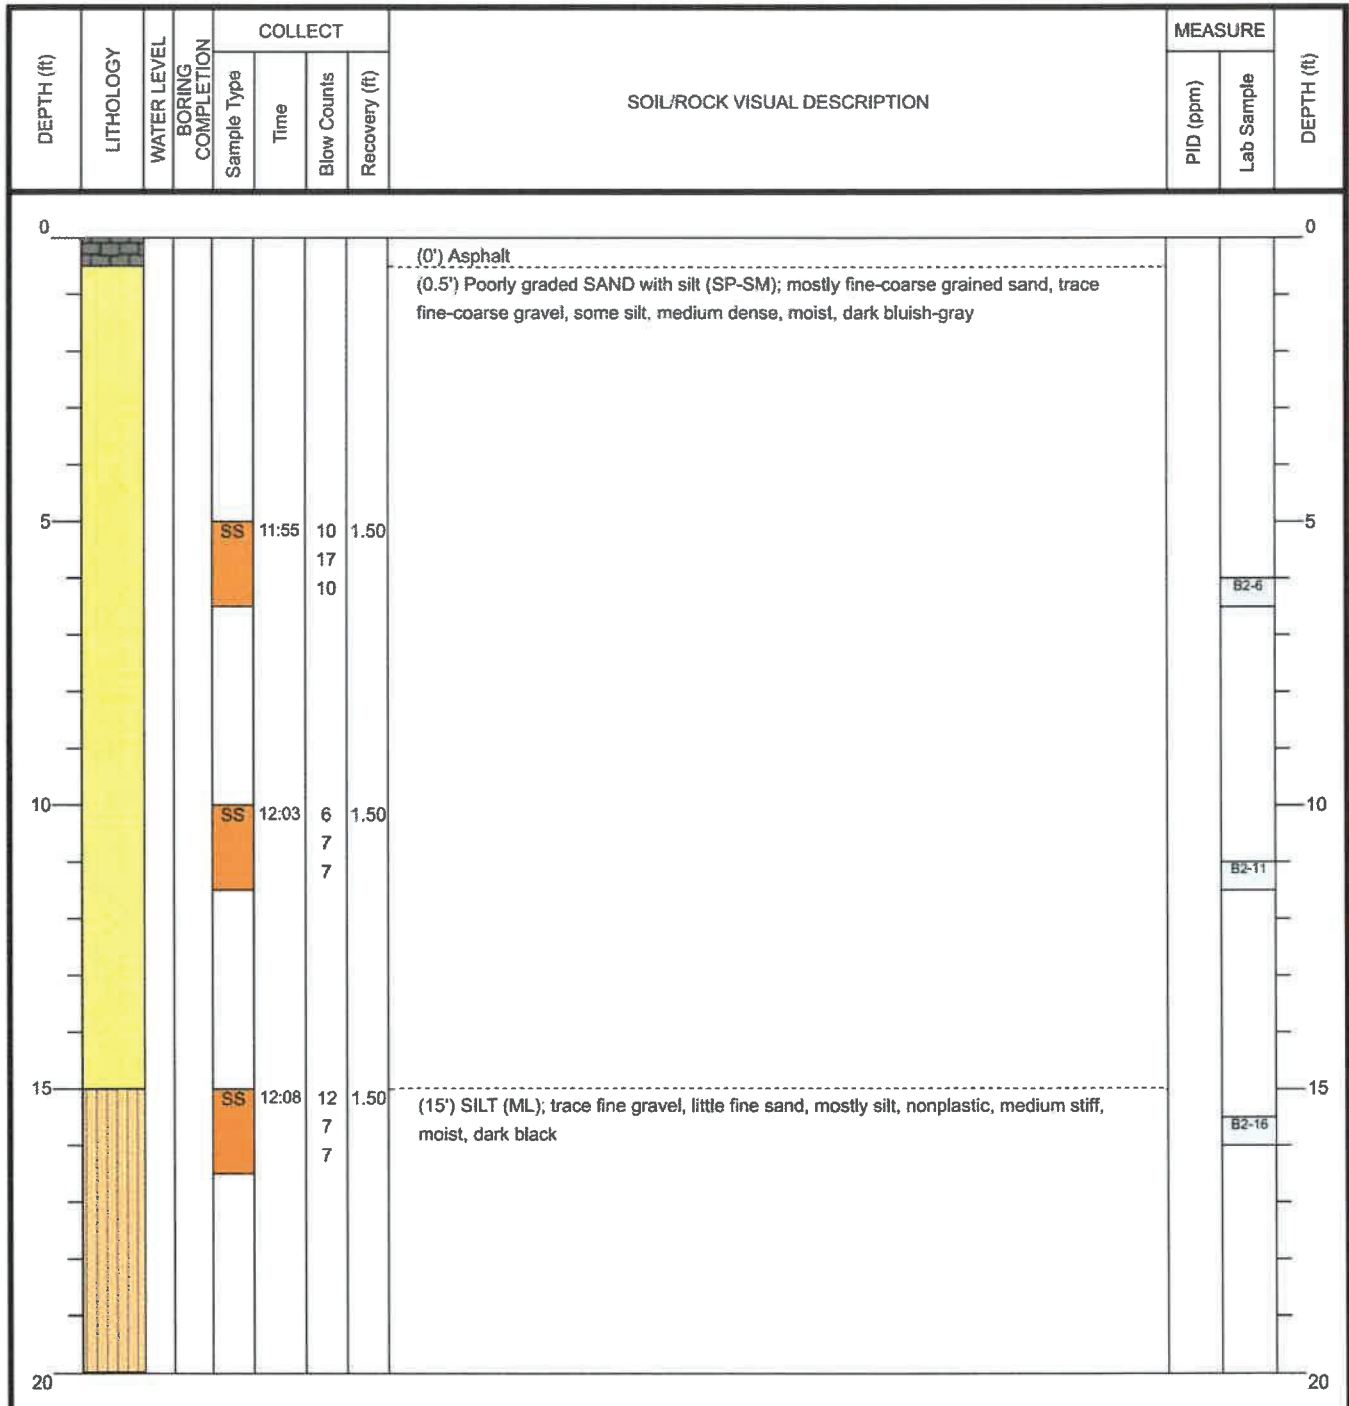 COLLECT
MEASURE
DEPTH (ft)
LITHOLOGY
WATER LEVEL
BORING
COMPLETION
Sample Type
Time
Blow Counts
Recovery (ft)
SOIL/ROCK VISUAL DESCRIPTION
PID (ppm)
Lab Sample
DEPTH (ft)
0
0
(0') Asphalt
(0.5') Poorly graded SAND with silt (SP-SM); mostly fine-coarse grained sand, trace
fine-coarse gravel, some silt, medium dense, moist, dark bluish-gray
5
SS 11:55 10 1.50
5
17
10
B2-6
10
SS 12:03 6 1.50
10
7
7
B2-11
15
SS 12:08 12 1.50
15
(15') SILT (ML); trace fine gravel, little fine sand, mostly silt, nonplastic, medium stiff,
moist, dark black
7
7
B2-16
20
20